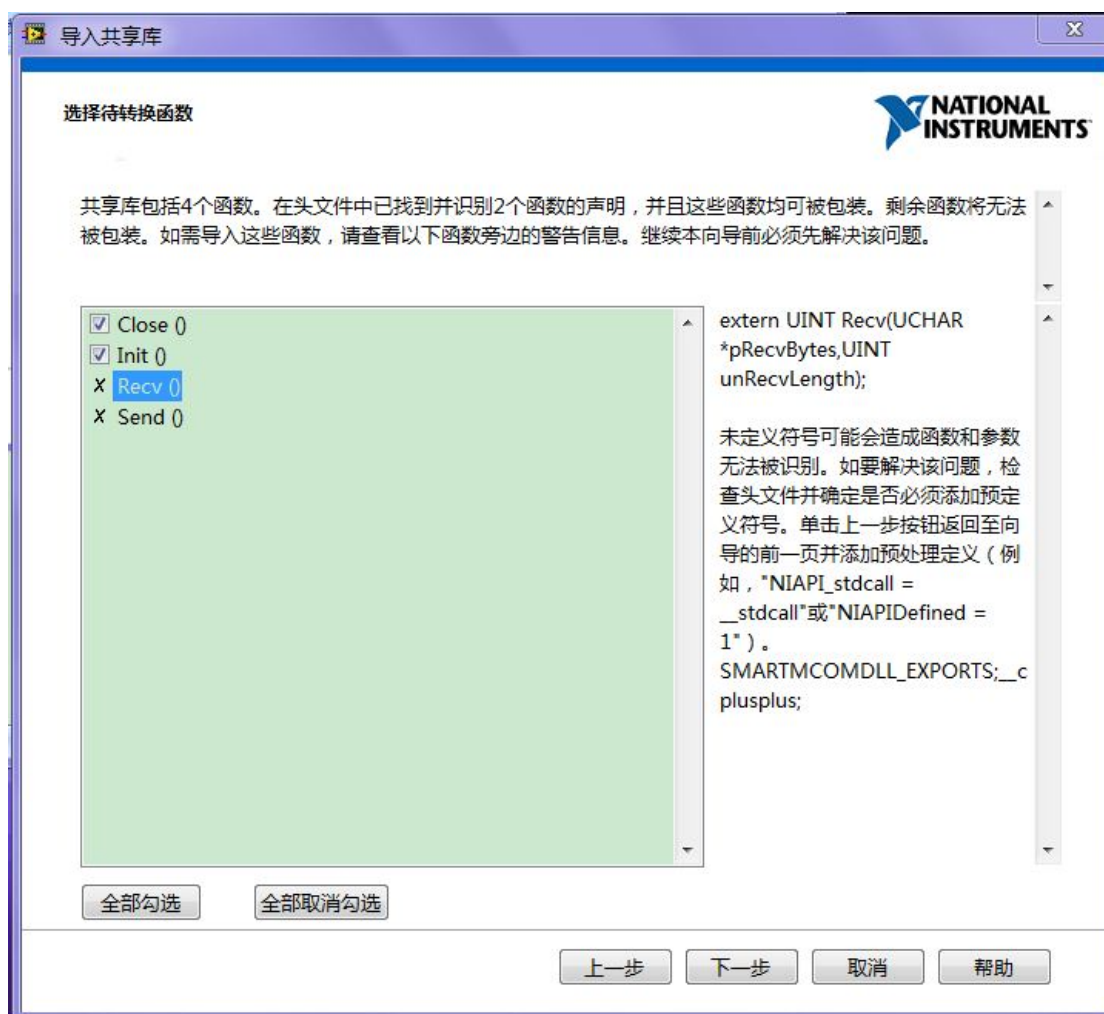 导入共享库
选择待转换函数
NATIONAL
INSTRUMENTS
共享库包括4个函数。在头文件中已找到并识别2个函数的声明，并且这些函数均可被包装。剩余函数将无法
被包装。如需导入这些函数，请查看以下函数旁边的警告信息。继续本向导前必须先解决该问题。
Close ()
Init ()
Recv ()
Send ()
extern UINT Recv(UCHAR
*pRecvBytes,UINT
unRecvLength);
未定义符号可能会造成函数和参数
无法被识别。如要解决该问题，检
查头文件并确定是否必须添加预定
义符号。单击上一步按钮返回至向
导的前一页并添加预处理定义（例
如，"NIAPI_stdcall =
__stdcall"或"NIAPIDefined =
1"）。
SMARTMCOMDLL_EXPORTS;__c
plusplus;
全部勾选
全部取消勾选
上一步
下一步
取消
帮助